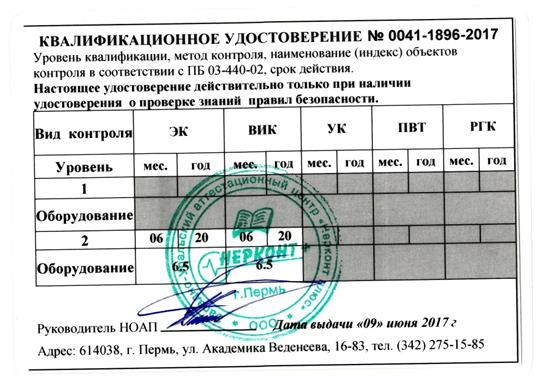 КВАЛИФИКАЦИОННОЕ УДОСТОВЕРЕНИЕ № 0041-1896-2017
Уровень квалификации, метод контроля, наименование (индекс) объектов
контроля в соответствии с ПБ 03-440-02, срок действия.
Настоящее удостоверение действительно только при наличии
удостоверения о проверке знаний правил безопасности.
Вид контроля ЭК ВИК УК ПВТ РГК
Уровень мес. год мес. год мес. год мес. год мес. год
1
Оборудование
2 06 20 06 20
Оборудование 6.5 6.5
аттестационный центр «Нерконт плюс»
НЕРКОНТ +
г.Пермь
ООО
Руководитель НОАП Дата выдачи «09» июня 2017 г
Адрес: 614038, г. Пермь, ул. Академика Веденеева, 16-83, тел. (342) 275-15-85